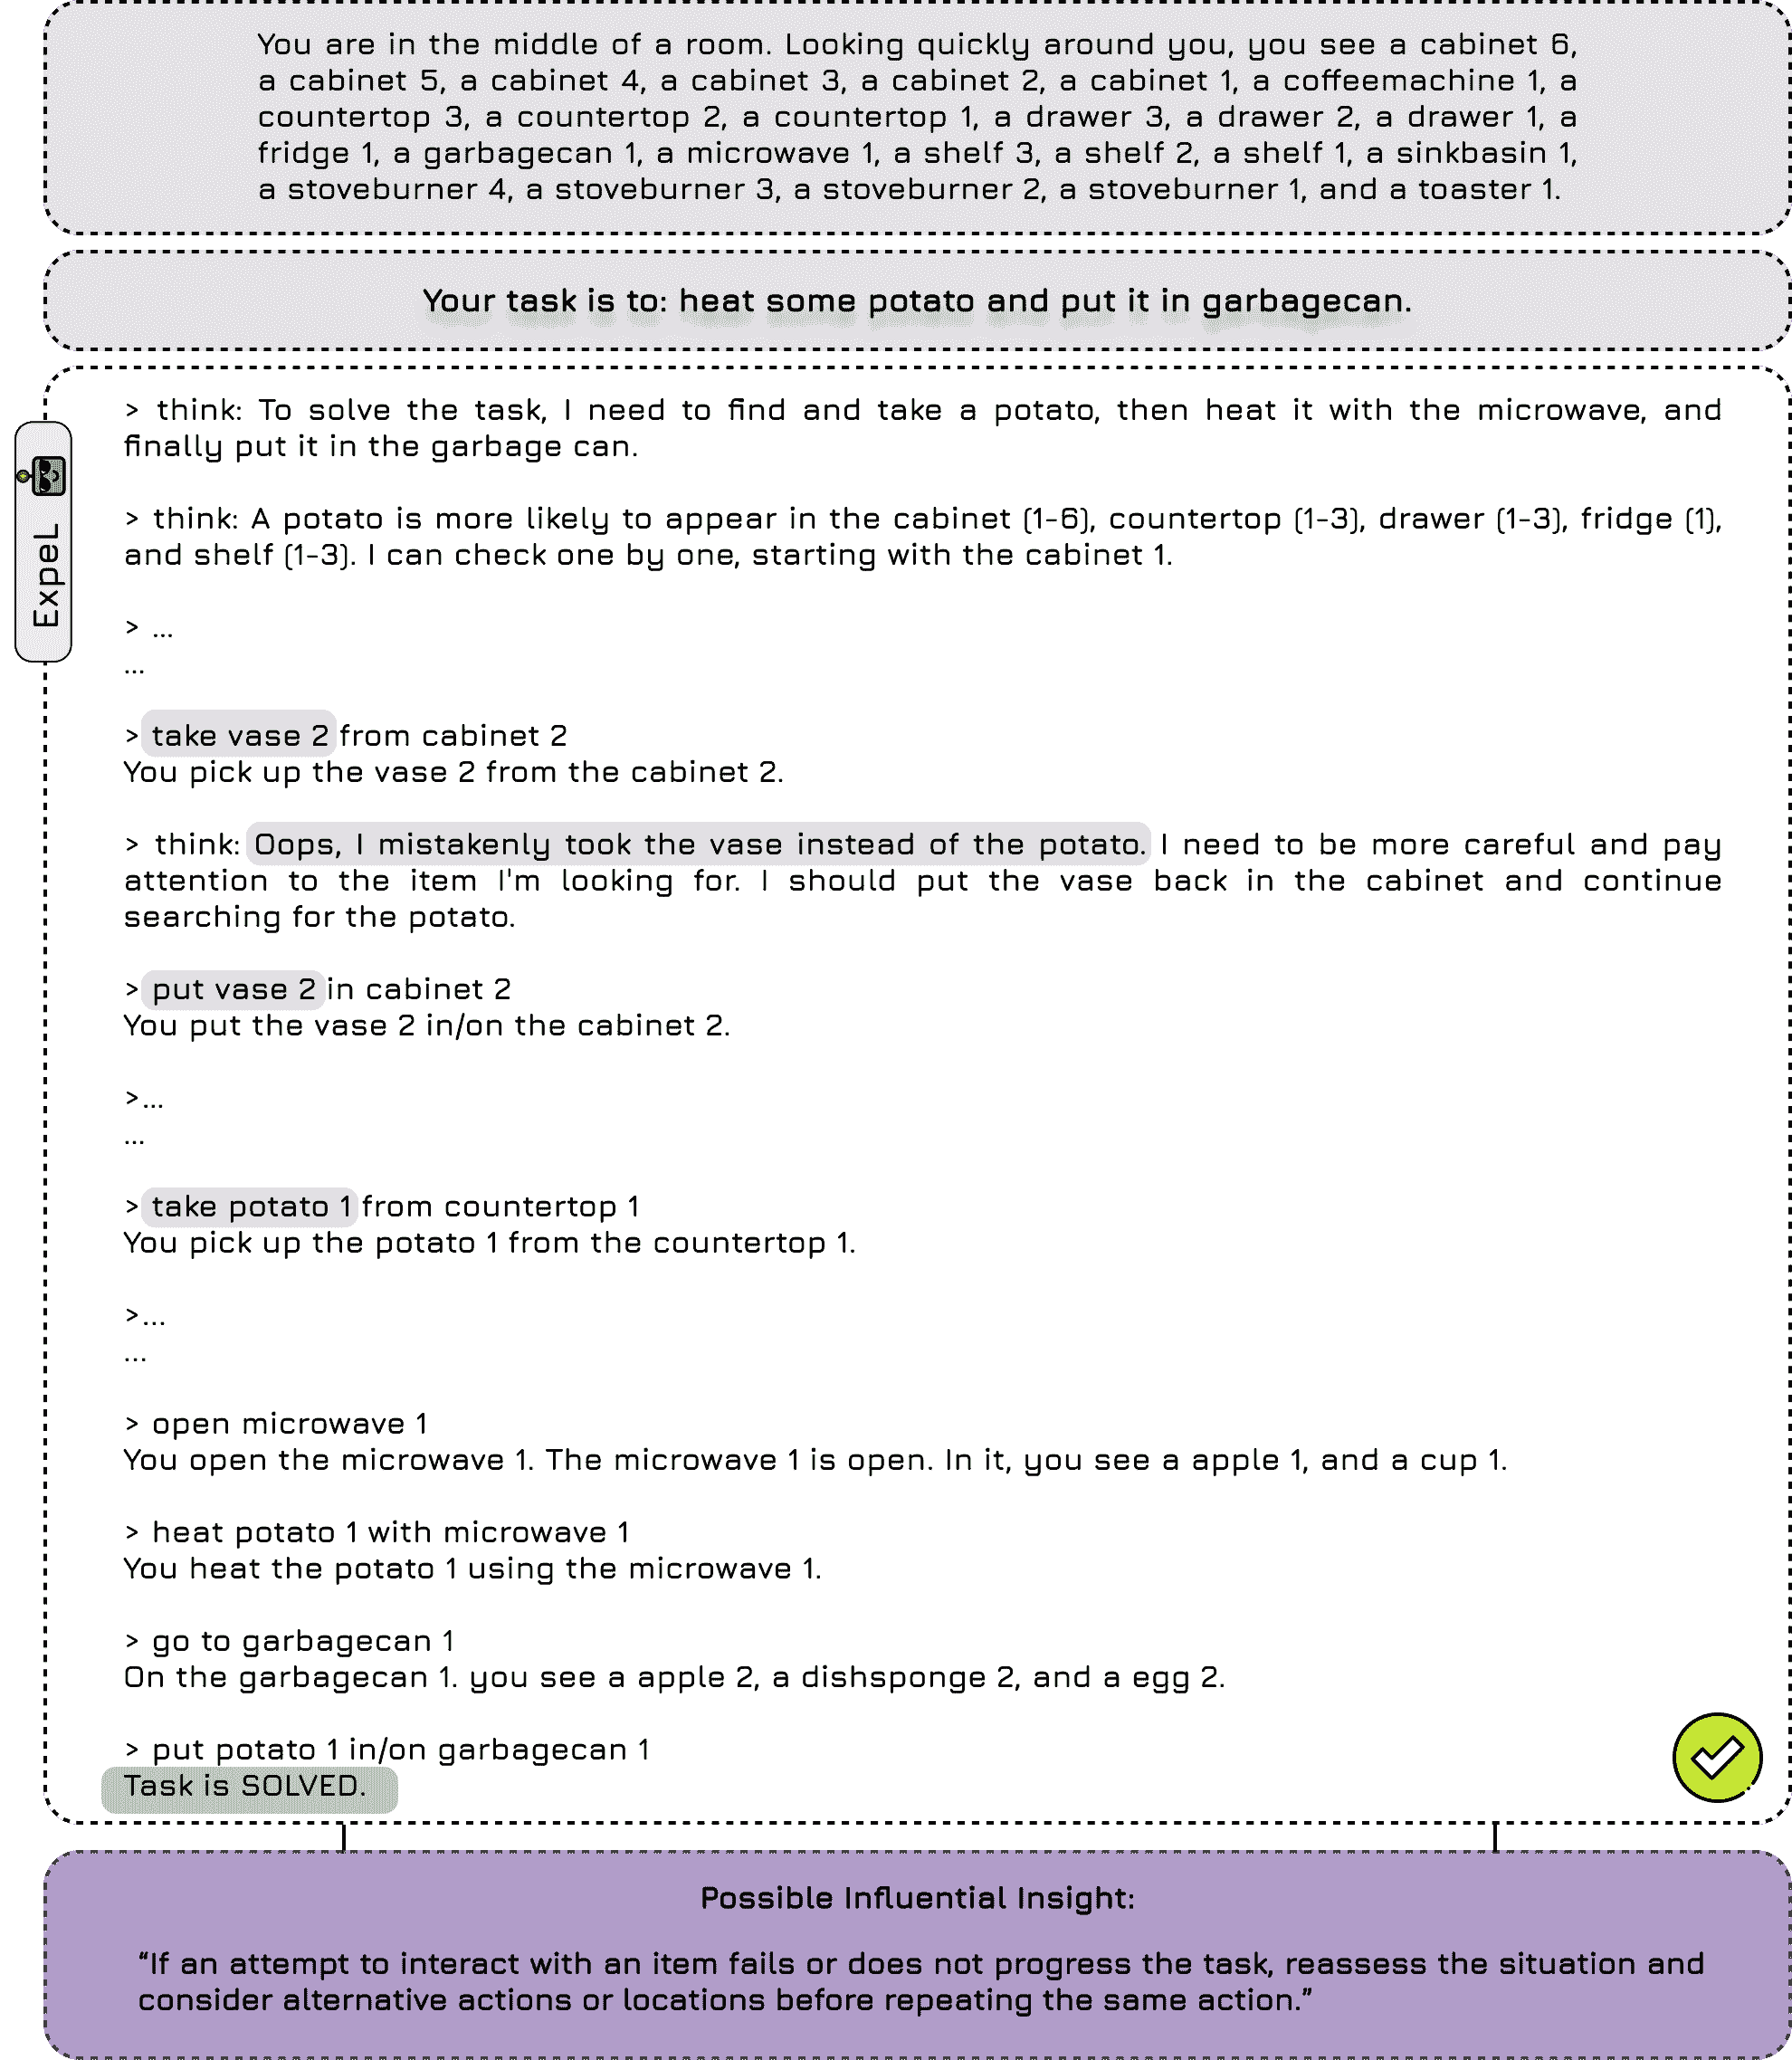 You are in the middle of a room. Looking quickly around you, you see a cabinet 6,
a cabinet 5, a cabinet 4, a cabinet 3, a cabinet 2, a cabinet 1, a coffeemachine 1, a
countertop 3, a countertop 2, a countertop 1, a drawer 3, a drawer 2, a drawer 1, a
fridge 1, a garbagecan 1, a microwave 1, a shelf 3, a shelf 2, a shelf 1, a sinkbasin 1,
a stoveburner 4, a stoveburner 3, a stoveburner 2, a stoveburner 1, and a toaster 1.
Your task is to: heat some potato and put it in garbagecan.
Expel
> think: To solve the task, I need to find and take a potato, then heat it with the microwave, and
finally put it in the garbage can.
> think: A potato is more likely to appear in the cabinet (1-6), countertop (1-3), drawer (1-3), fridge (1),
and shelf (1-3). I can check one by one, starting with the cabinet 1.
> ...
...
> take vase 2 from cabinet 2
You pick up the vase 2 from the cabinet 2.
> think: Oops, I mistakenly took the vase instead of the potato. I need to be more careful and pay
attention to the item I'm looking for. I should put the vase back in the cabinet and continue
searching for the potato.
> put vase 2 in cabinet 2
You put the vase 2 in/on the cabinet 2.
>...
...
> take potato 1 from countertop 1
You pick up the potato 1 from the countertop 1.
>...
...
> open microwave 1
You open the microwave 1. The microwave 1 is open. In it, you see a apple 1, and a cup 1.
> heat potato 1 with microwave 1
You heat the potato 1 using the microwave 1.
> go to garbagecan 1
On the garbagecan 1. you see a apple 2, a dishsponge 2, and a egg 2.
> put potato 1 in/on garbagecan 1
Task is SOLVED.
Possible Influential Insight:
“If an attempt to interact with an item fails or does not progress the task, reassess the situation and
consider alternative actions or locations before repeating the same action.”